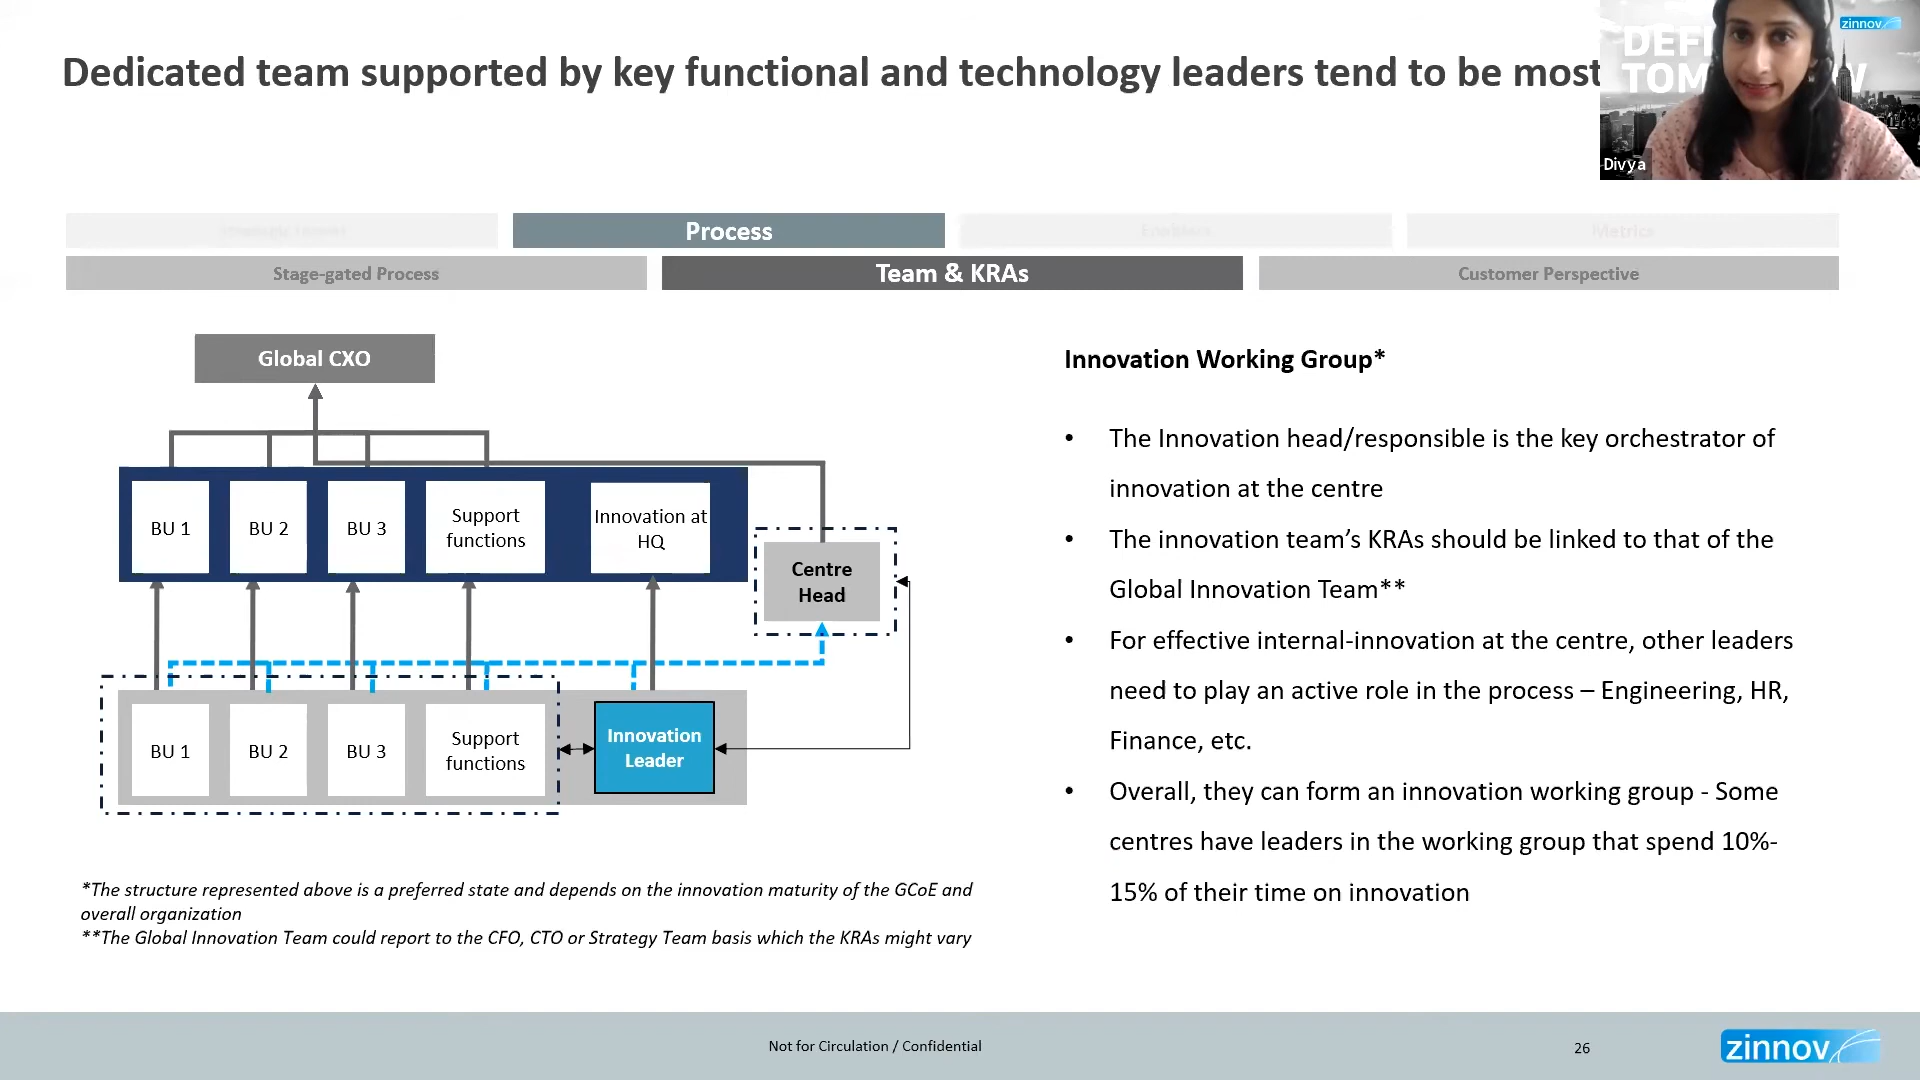 Dedicated team supported by key functional and technology leaders tend to be most
zinnov
DEFI
TOM W
Divya
Process
Metrics
Stage-gated Process
Team & KRAs
Customer Perspective
Global CXO
BU 1
BU 2
BU 3
Support
functions
Innovation at
HQ
Centre
Head
BU 1
BU 2
BU 3
Support
functions
Innovation
Leader
*The structure represented above is a preferred state and depends on the innovation maturity of the GCoE and
overall organization
**The Global Innovation Team could report to the CFO, CTO or Strategy Team basis which the KRAs might vary
Innovation Working Group*
• The Innovation head/responsible is the key orchestrator of
innovation at the centre
• The innovation team’s KRAs should be linked to that of the
Global Innovation Team**
• For effective internal-innovation at the centre, other leaders
need to play an active role in the process – Engineering, HR,
Finance, etc.
• Overall, they can form an innovation working group - Some
centres have leaders in the working group that spend 10%-
15% of their time on innovation
Not for Circulation / Confidential
26
zinnov